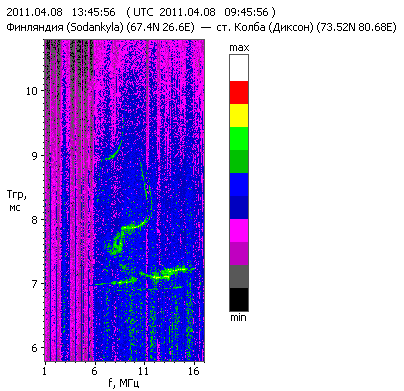 2011.04.08 13:45:56 ( UTC 2011.04.08 09:45:56 )
Финляндия (Sodankyla) (67.4N 26.6E) — ст. Колба (Диксон) (73.52N 80.68E)
max
10
9
Тгр,
мс
8
7
6
min
1 6 11 16
f, МГц